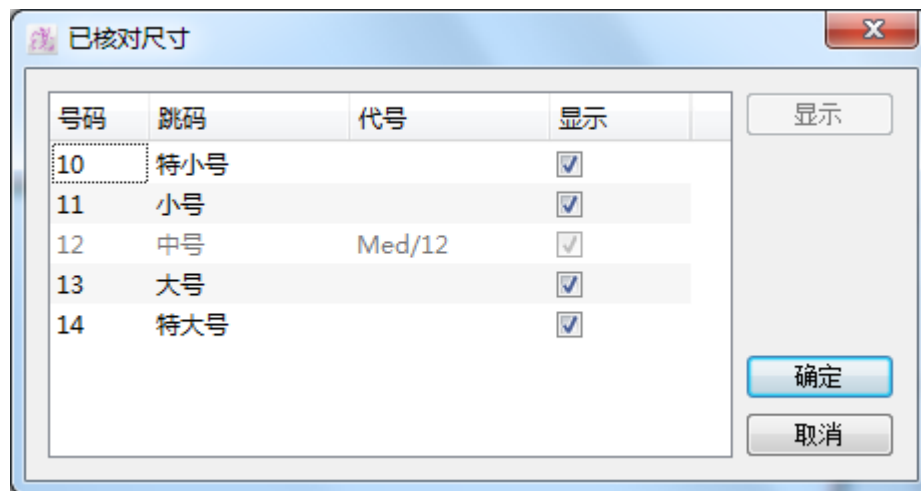 已核对尺寸
号码 跳码 代号 显示
10 特小号
11 小号
12 中号 Med/12
13 大号
14 特大号
显示
确定
取消